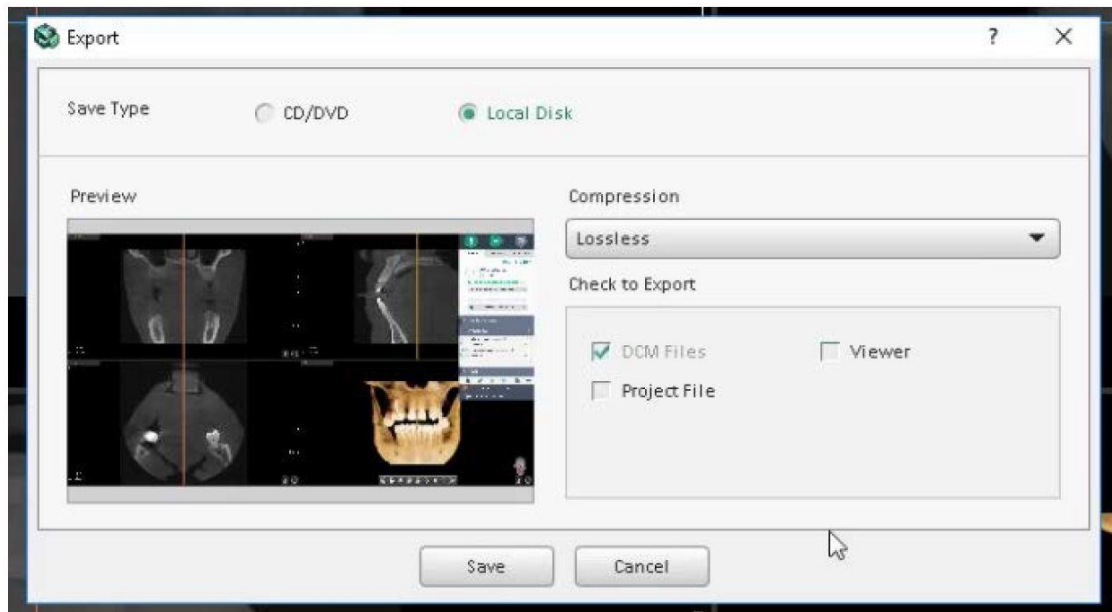 Export
?
Save Type
CD/DVD
Local Disk
Preview
Compression
Lossless
Check to Export
DCM Files
Viewer
Project File
Save
Cancel